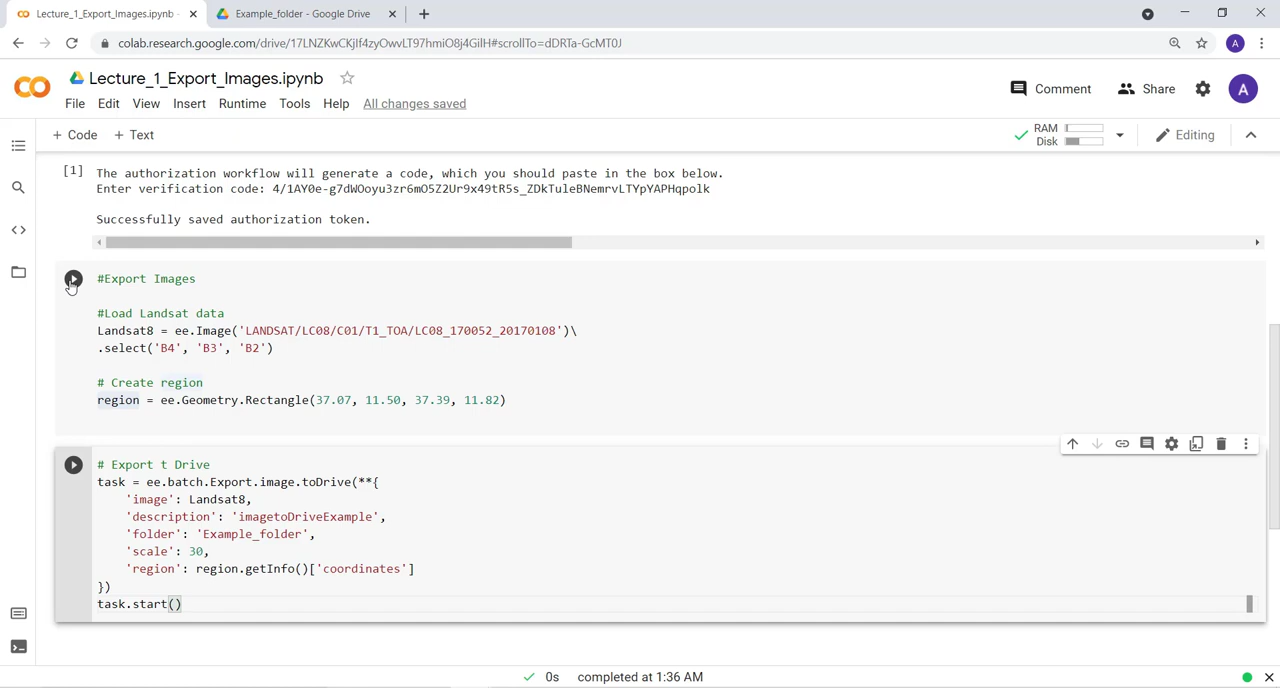 Lecture_1_Export_Images.ipynb -
Example_folder - Google Drive
colab.research.google.com/drive/17LNZKwCKjIf4zyOwvLT97hmiO8j4GiIH#scrollTo=dDRTa-GcMT0J
A
Lecture_1_Export_Images.ipynb
Comment
Share
A
File Edit View Insert Runtime Tools Help All changes saved
+ Code + Text
RAM
Disk
Editing
[1] The authorization workflow will generate a code, which you should paste in the box below.
Enter verification code: 4/1AY0e-g7dWOoyu3zr6mO5Z2Ur9x49tR5s_ZDkTuleBNemrvLTYpYAPHqpolk
Successfully saved authorization token.
#Export Images
#Load Landsat data
Landsat8 = ee.Image('LANDSAT/LC08/C01/T1_TOA/LC08_170052_20170108')\
.select('B4', 'B3', 'B2')
# Create region
region = ee.Geometry.Rectangle(37.07, 11.50, 37.39, 11.82)
# Export t Drive
task = ee.batch.Export.image.toDrive(**{
'image': Landsat8,
'description': 'imagetoDriveExample',
'folder': 'Example_folder',
'scale': 30,
'region': region.getInfo()['coordinates']
})
task.start()
0s completed at 1:36 AM